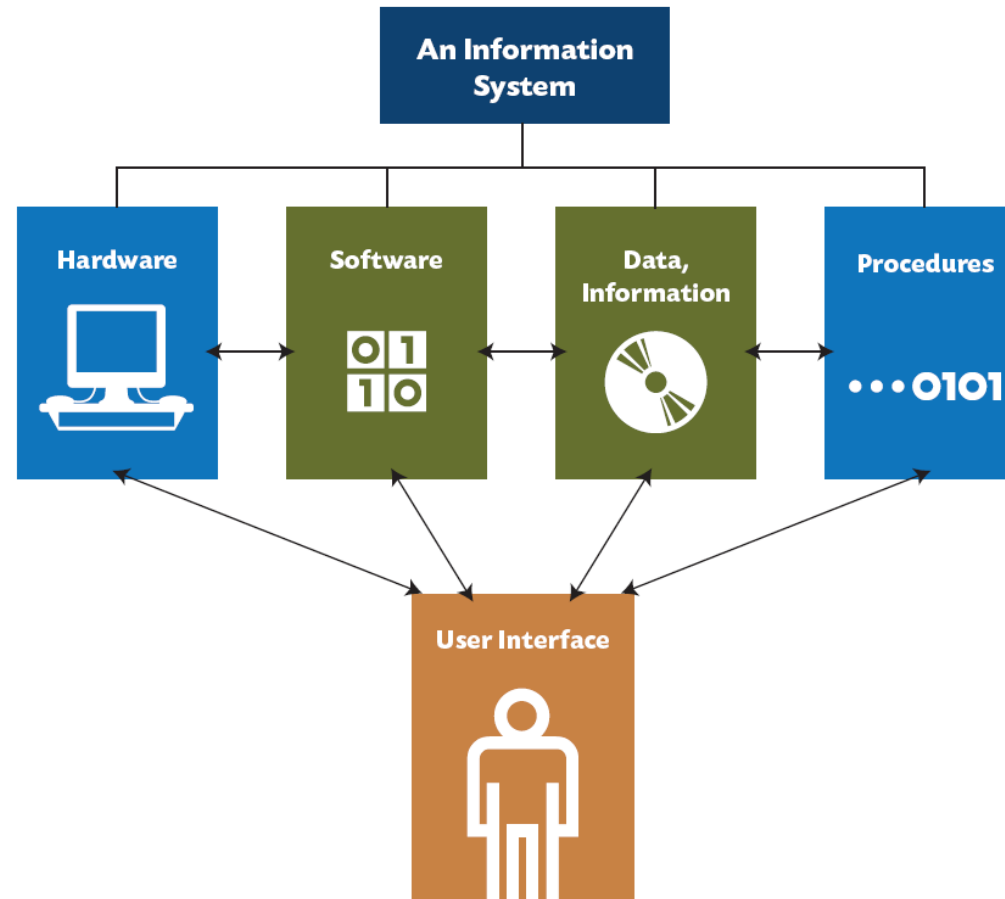 An Information
System
Hardware
Software
01
10
Data,
Information
Procedures
•••0101
User Interface